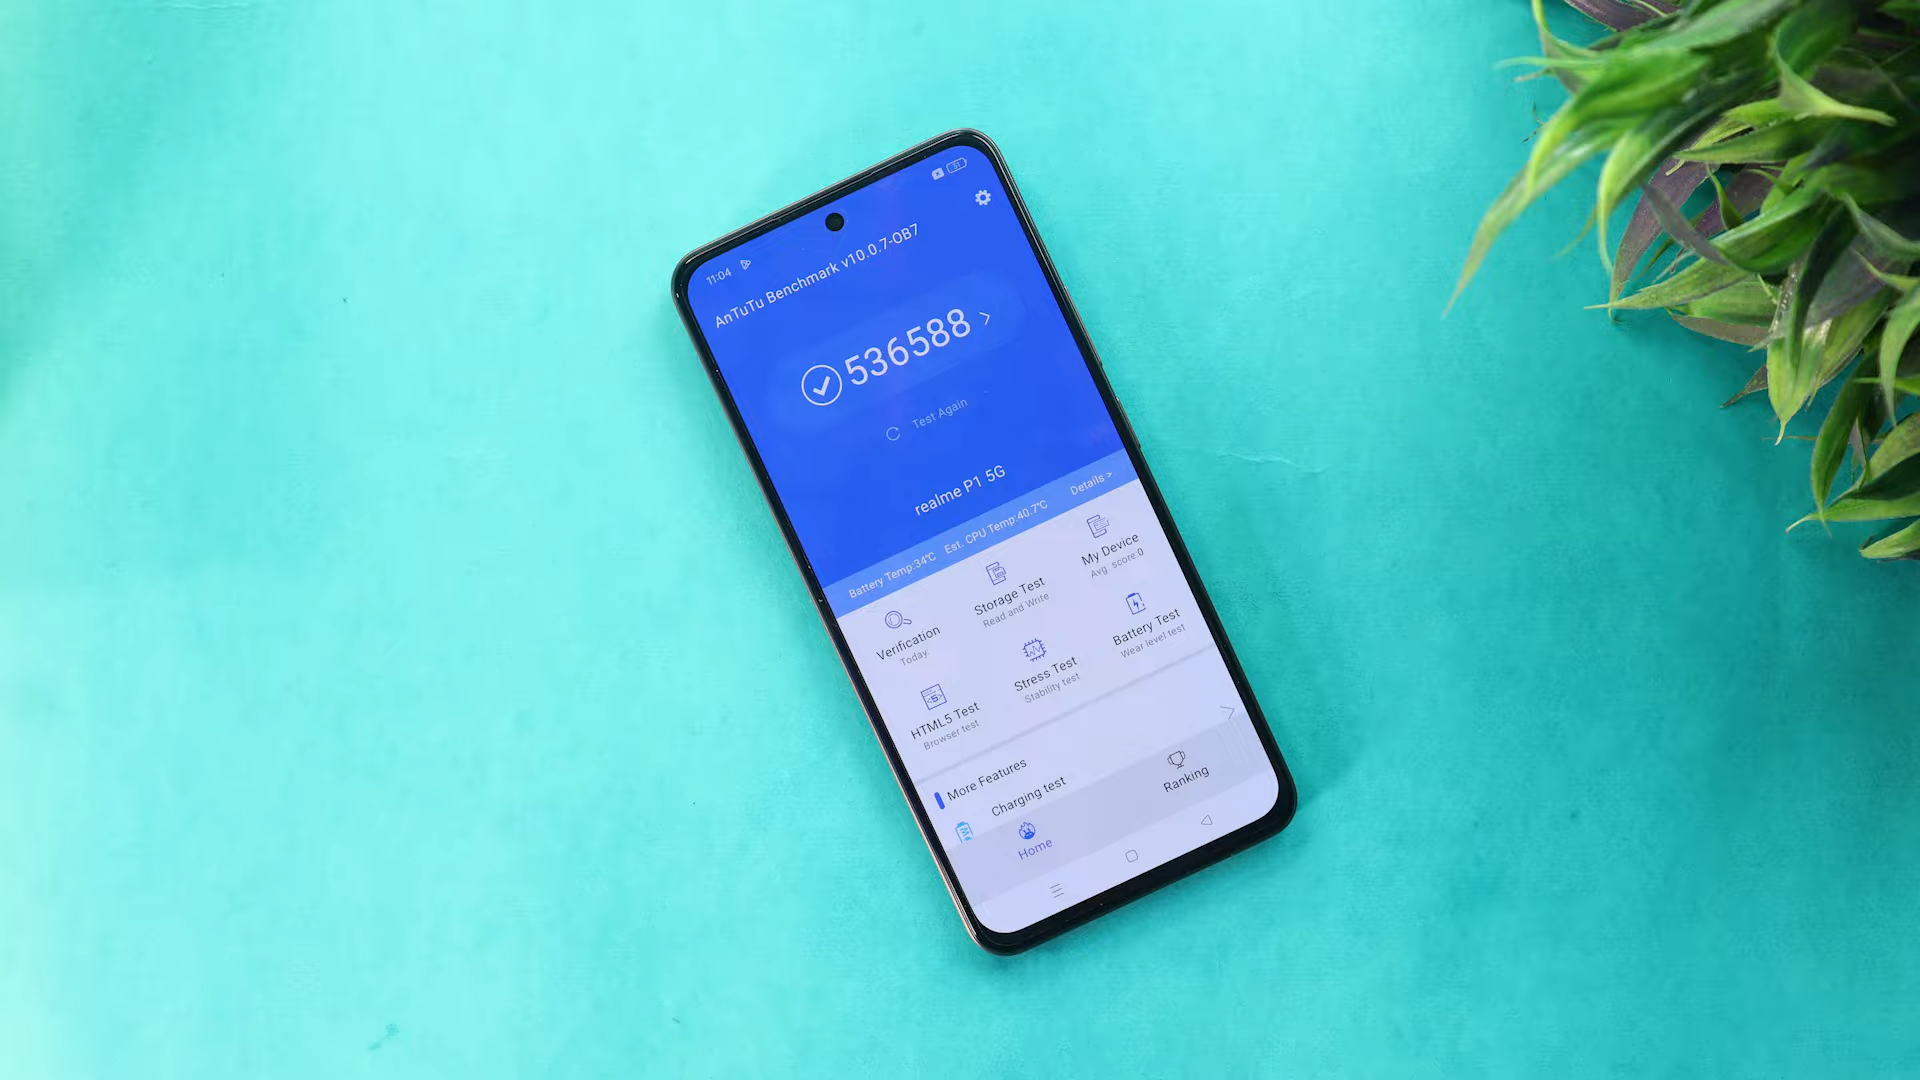 11:04
51
AnTuTu Benchmark v10.0.7-OB7
536588
Test Again
realme P1 5G
Battery Temp:34℃ Est. CPU Temp:40.7℃ Details >
Verification
Today:
Storage Test
Read and Write
My Device
Avg. score:0
HTML5 Test
Browser test
Stress Test
Stability test
Battery Test
Wear level test
More Features
Charging test
Home
Ranking